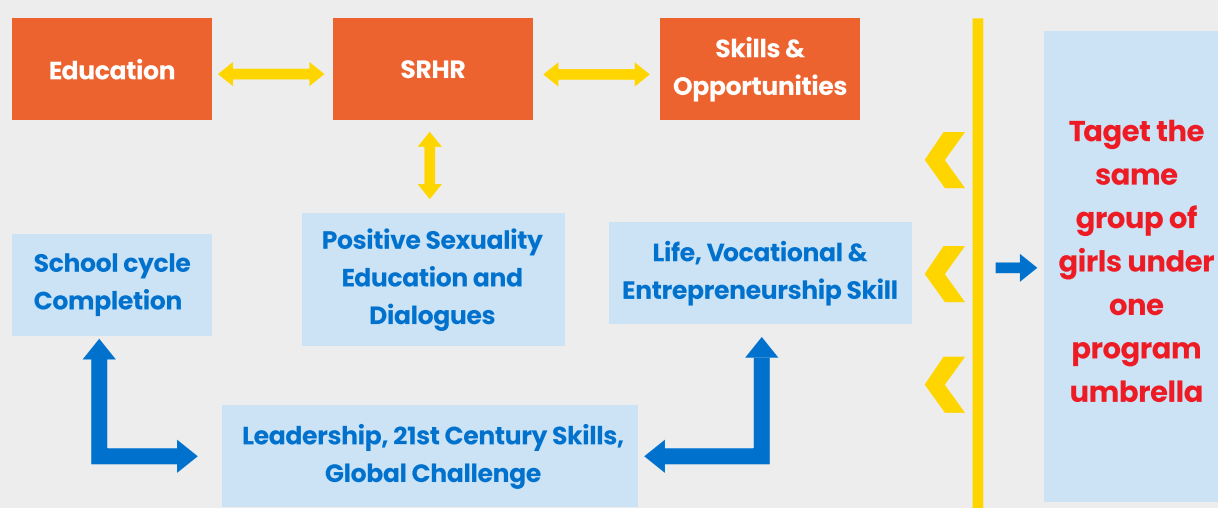 Education
SRHR
Skills &
Opportunities
School cycle
Completion
Positive Sexuality
Education and
Dialogues
Life, Vocational &
Entrepreneurship Skill
Leadership, 21st Century Skills,
Global Challenge
Taget the
same
group of
girls under
one
program
umbrella